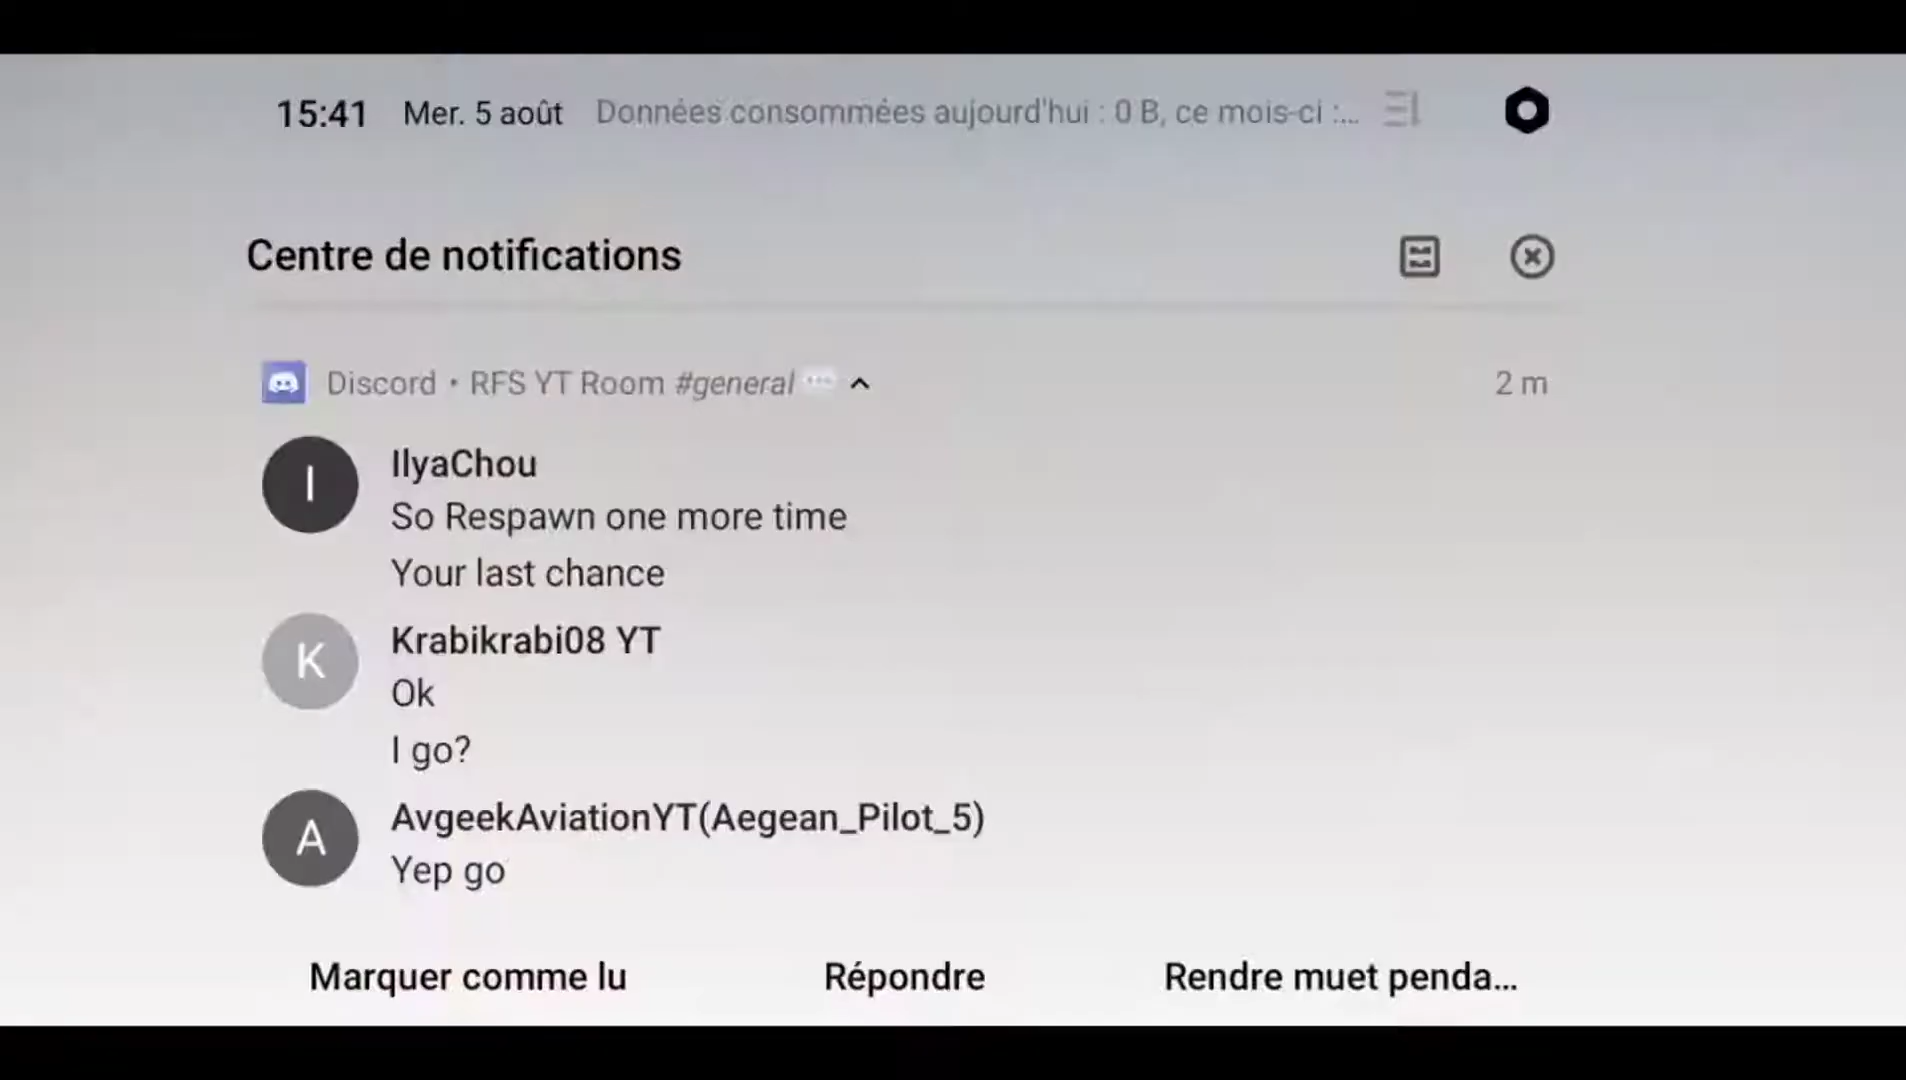 15:41 Mer. 5 août Données consommées aujourd'hui : 0 B, ce mois-ci :...
Centre de notifications
Discord • RFS YT Room #general 2 m
I
IlyaChou
So Respawn one more time
Your last chance
K
Krabikrabi08 YT
Ok
I go?
A
AvgeekAviationYT(Aegean_Pilot_5)
Yep go
Marquer comme lu Répondre Rendre muet penda...